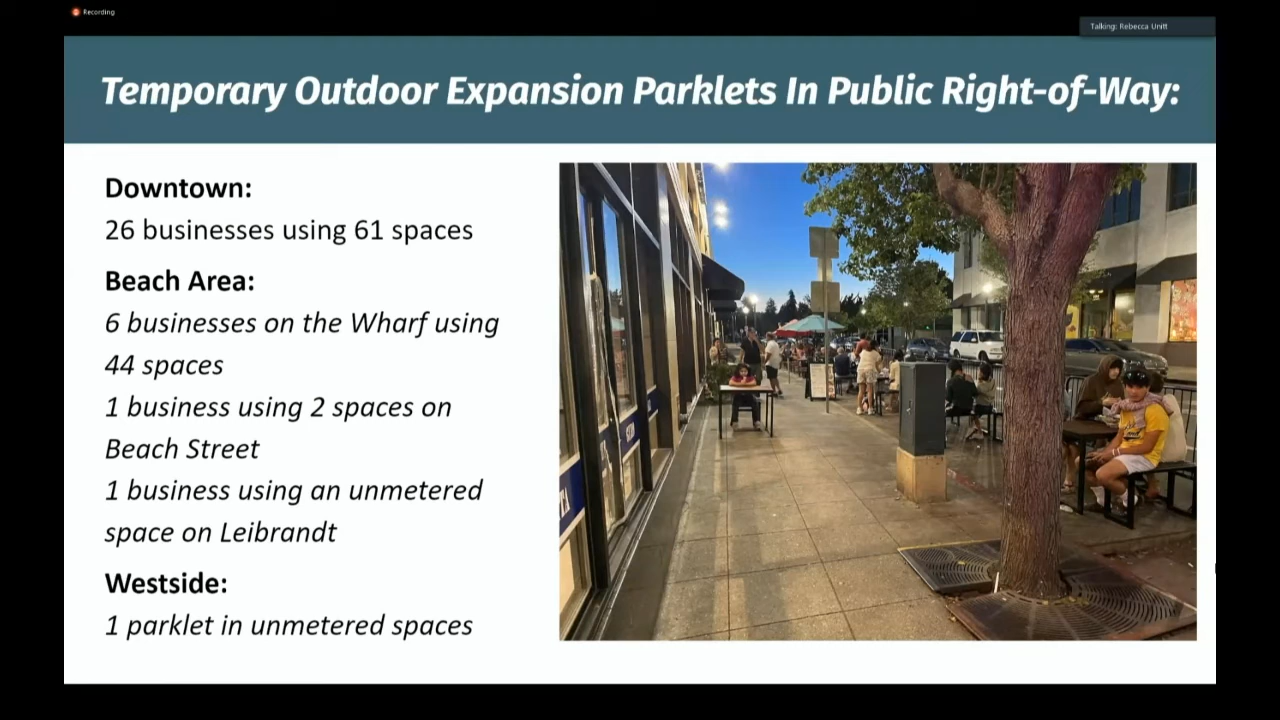 Recording
Talking: Rebecca Unitt
Temporary Outdoor Expansion Parklets In Public Right-of-Way:
Downtown:
26 businesses using 61 spaces
Beach Area:
6 businesses on the Wharf using
44 spaces
1 business using 2 spaces on
Beach Street
1 business using an unmetered
space on Leibrandt
Westside:
1 parklet in unmetered spaces